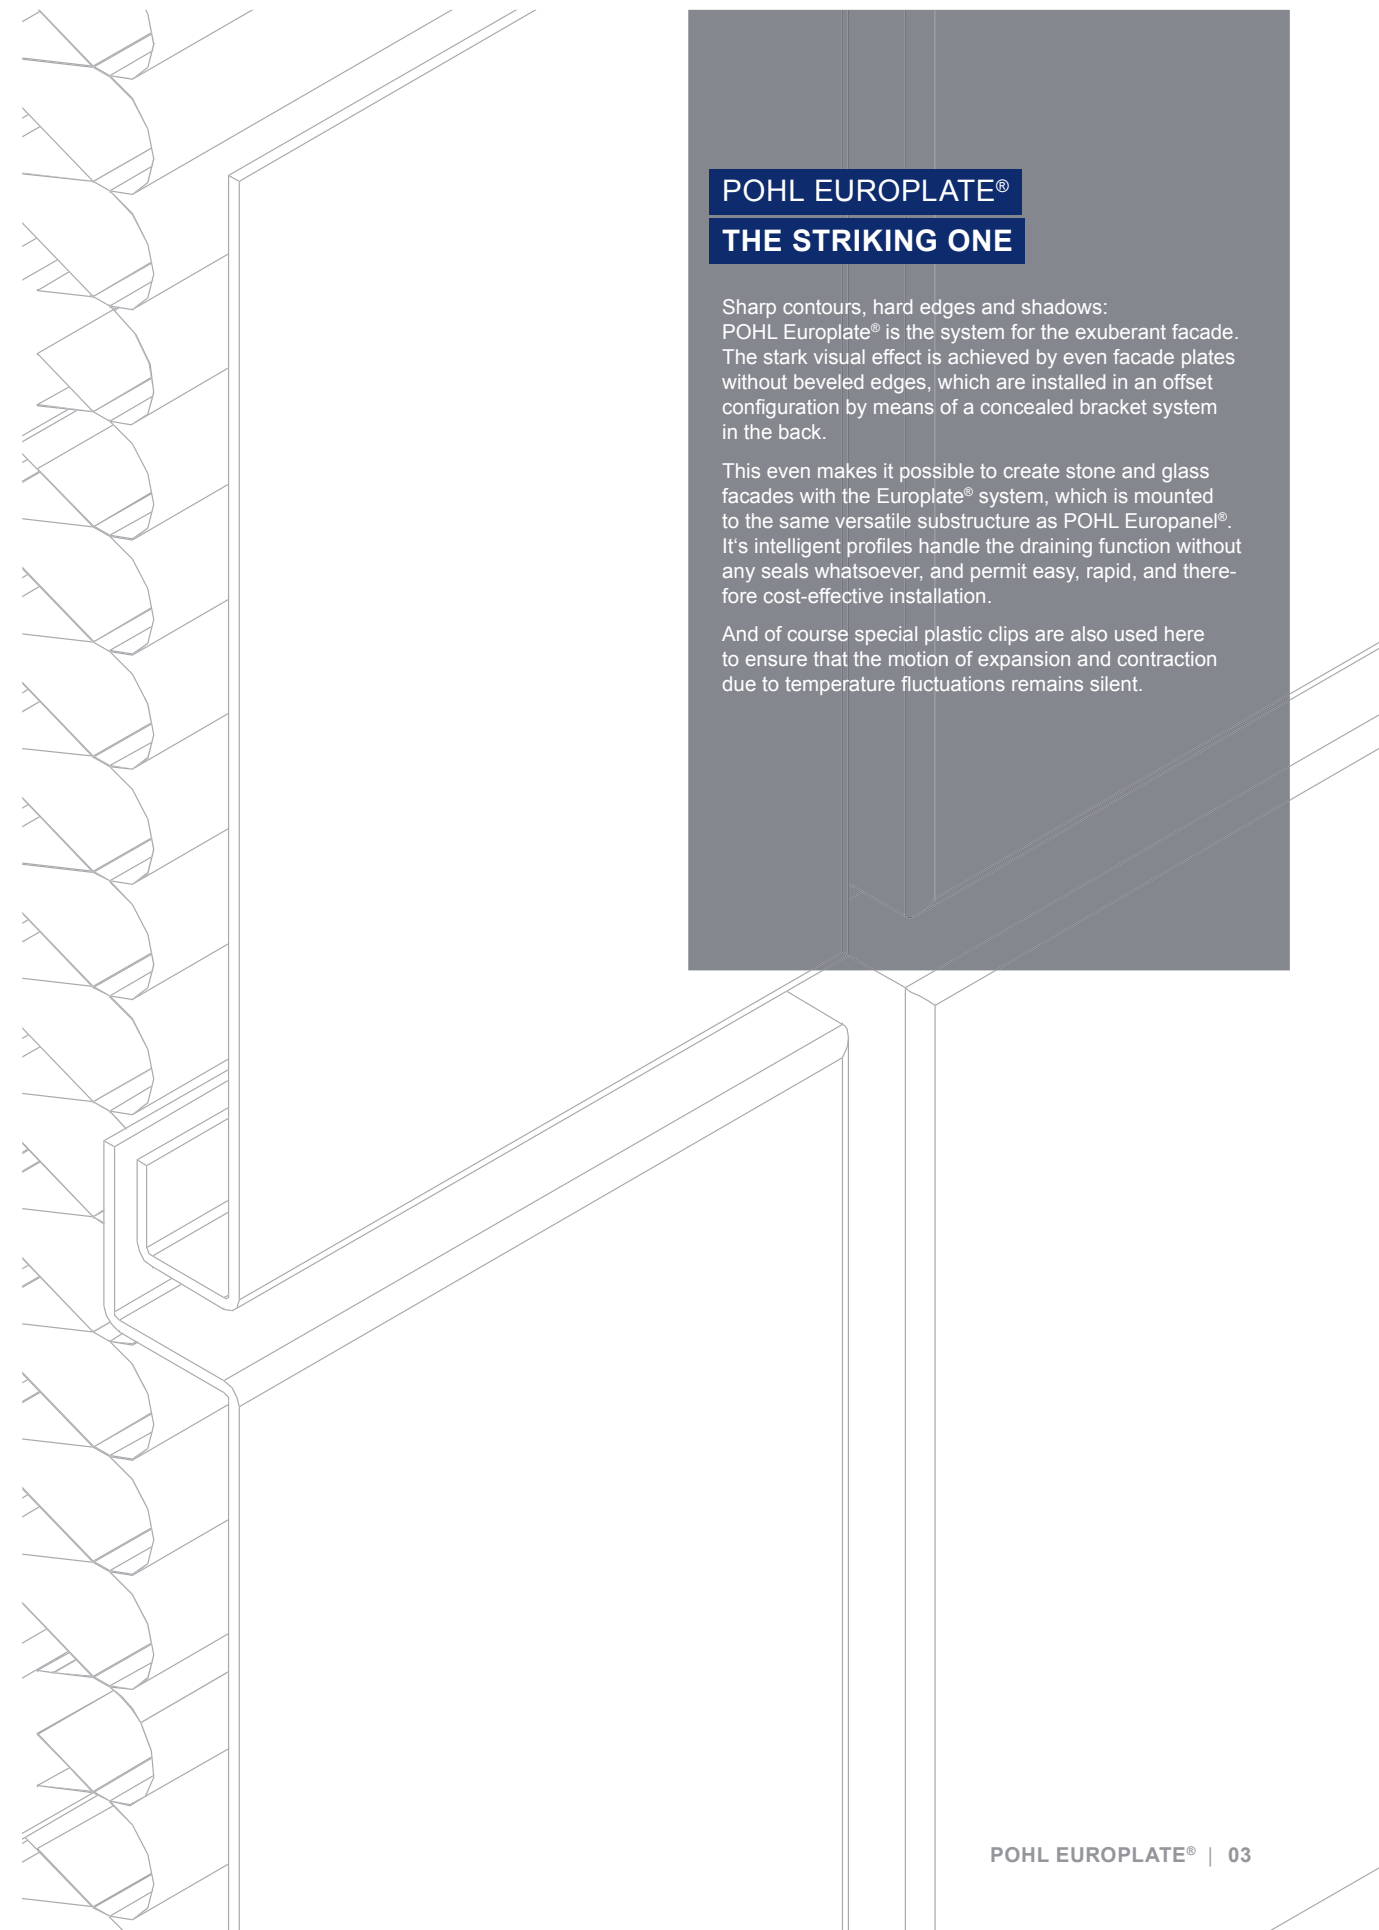 POHL EUROPLATE®
THE STRIKING ONE
Sharp contours, hard edges and shadows:
POHL Europlate® is the system for the exuberant facade.
The stark visual effect is achieved by even facade plates
without beveled edges, which are installed in an offset
configuration by means of a concealed bracket system
in the back.
This even makes it possible to create stone and glass
facades with the Europlate® system, which is mounted
to the same versatile substructure as POHL Europanel®.
It‘s intelligent profiles handle the draining function without
any seals whatsoever, and permit easy, rapid, and there-
fore cost-effective installation.
And of course special plastic clips are also used here
to ensure that the motion of expansion and contraction
due to temperature fluctuations remains silent.
POHL EUROPLATE® | 03